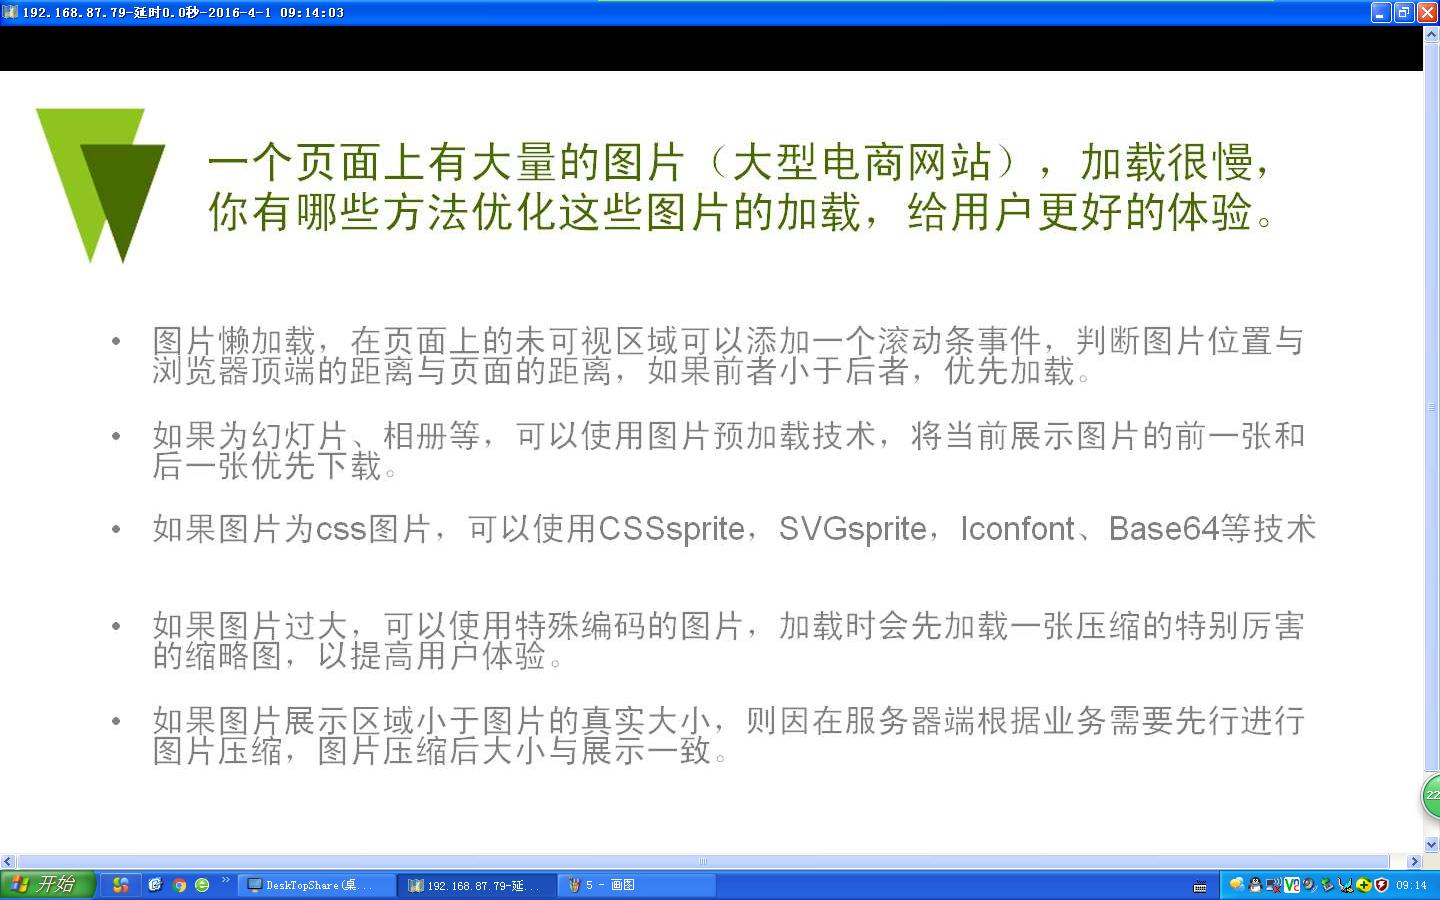 192.168.87.79-延时0.0秒-2016-4-1 09:14:03
一个页面上有大量的图片（大型电商网站），加载很慢，
你有哪些方法优化这些图片的加载，给用户更好的体验。
• 图片懒加载，在页面上的未可视区域可以添加一个滚动条事件，判断图片位置与
浏览器顶端的距离与页面的距离，如果前者小于后者，优先加载。
• 如果为幻灯片、相册等，可以使用图片预加载技术，将当前展示图片的前一张和
后一张优先下载。
• 如果图片为css图片，可以使用CSSsprite，SVGsprite，Iconfont、Base64等技术
• 如果图片过大，可以使用特殊编码的图片，加载时会先加载一张压缩的特别厉害
的缩略图，以提高用户体验。
• 如果图片展示区域小于图片的真实大小，则因在服务器端根据业务需要先行进行
图片压缩，图片压缩后大小与展示一致。
22
开始
DeskTopShare(桌...
192.168.87.79-延...
5 - 画图
09:14